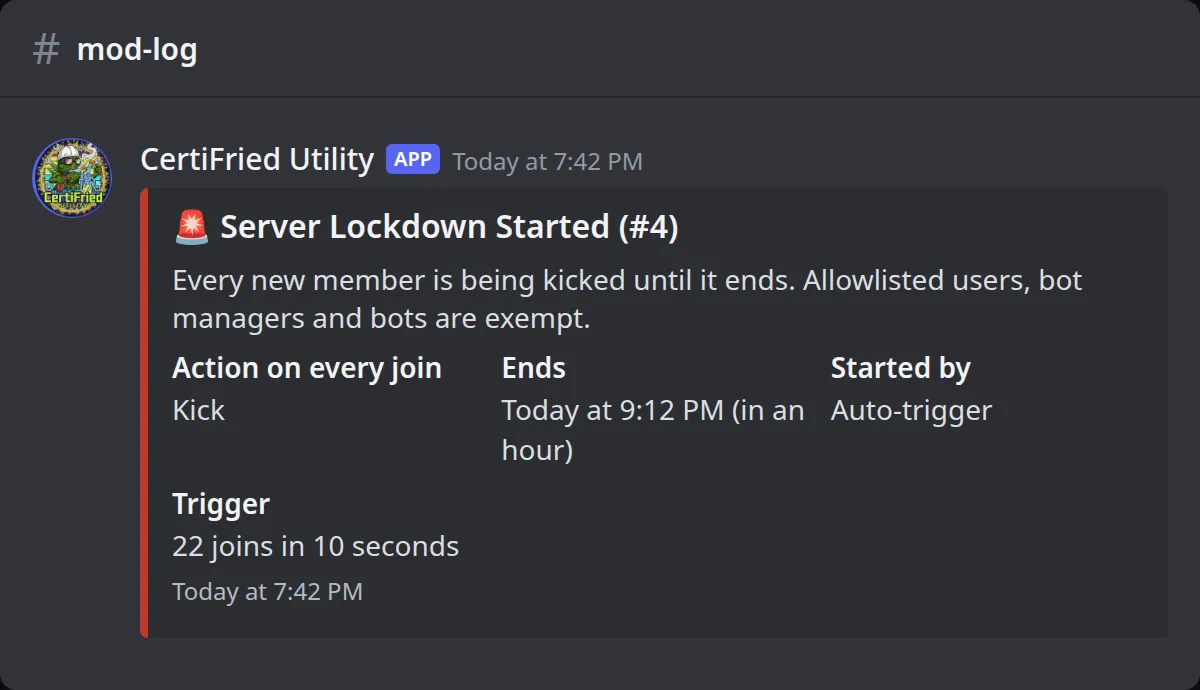 # mod-log
CertiFried
CertiFried Utility APP Today at 7:42 PM
🚨 Server Lockdown Started (#4)
Every new member is being kicked until it ends. Allowlisted users, bot
managers and bots are exempt.
Action on every join
Kick
Ends
Today at 9:12 PM (in an
hour)
Started by
Auto-trigger
Trigger
22 joins in 10 seconds
Today at 7:42 PM